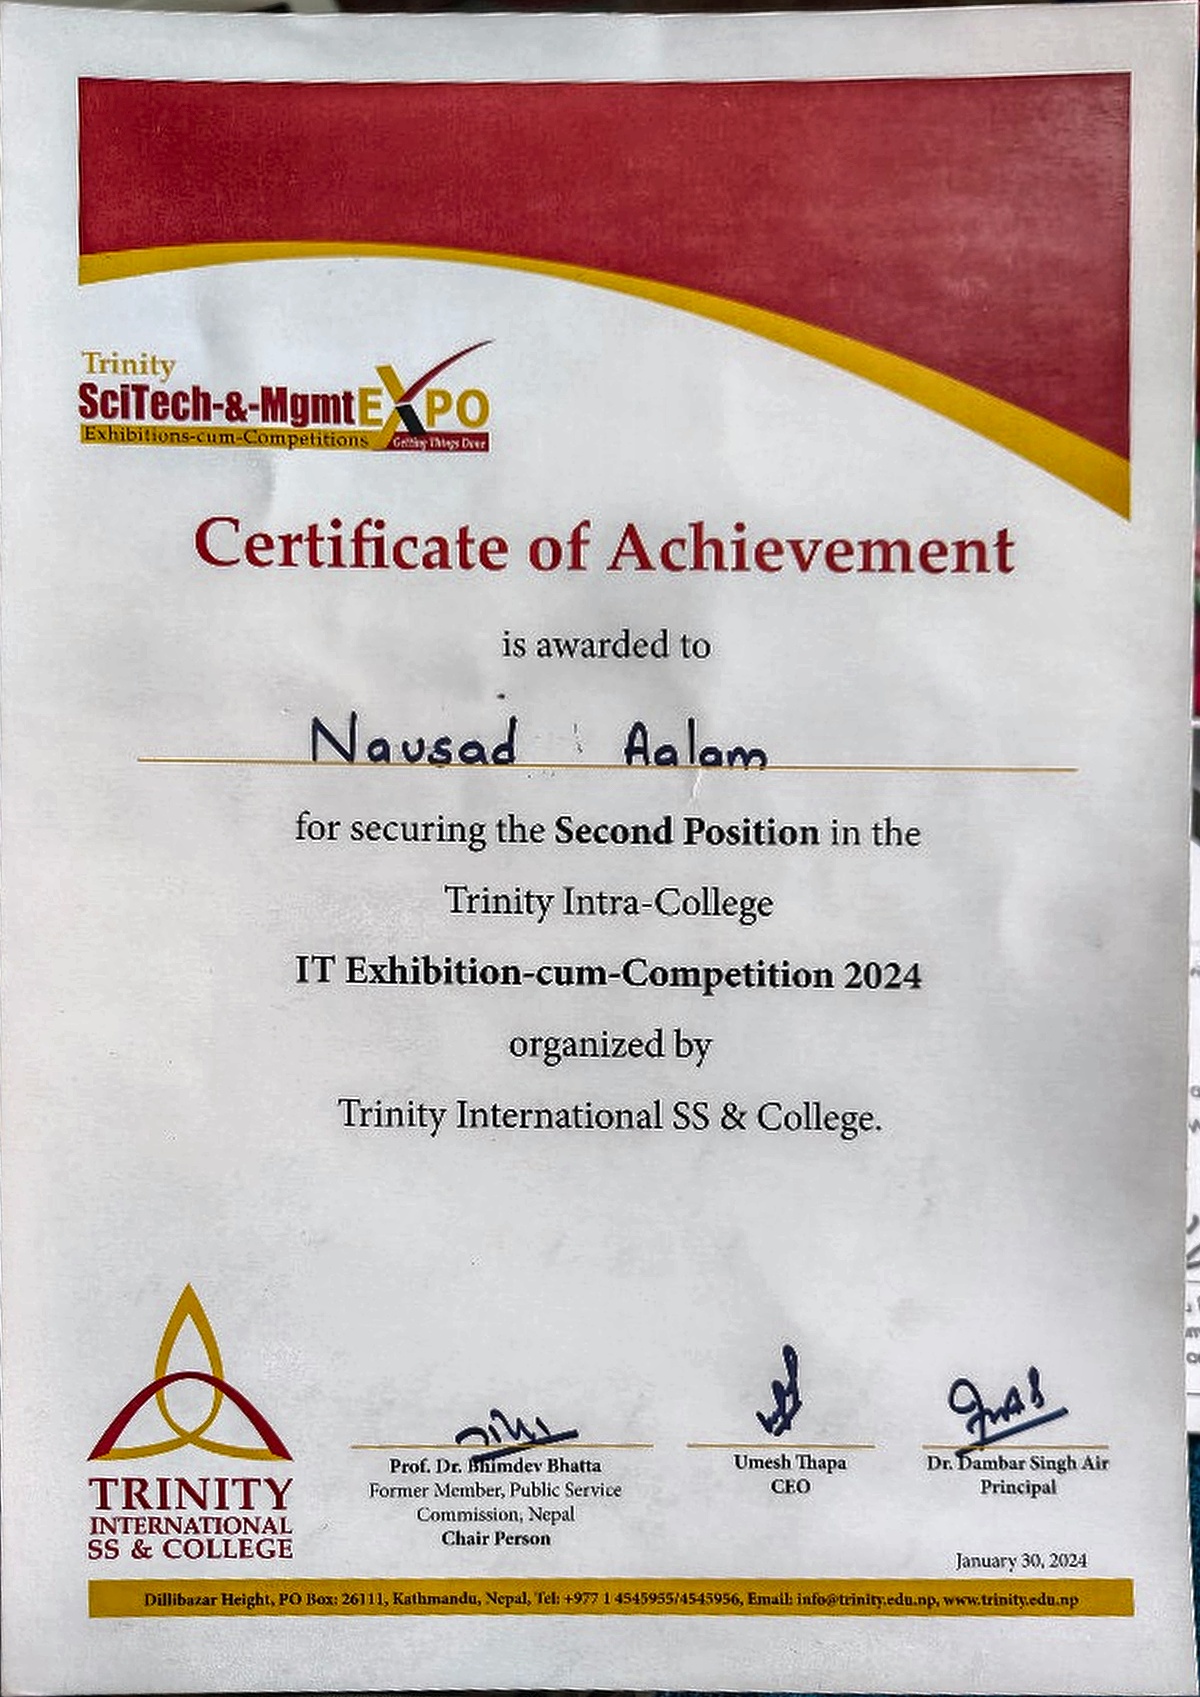 Trinity
SciTech-&-Mgmt EXPO
Exhibitions-cum-Competitions Getting Things Done
Certificate of Achievement
is awarded to
Nausad Aalam
for securing the Second Position in the
Trinity Intra-College
IT Exhibition-cum-Competition 2024
organized by
Trinity International SS & College.
TRINITY
INTERNATIONAL
SS & COLLEGE
Prof. Dr. Bhimdev Bhatta
Former Member, Public Service
Commission, Nepal
Chair Person
Umesh Thapa
CEO
Dr. Dambar Singh Air
Principal
January 30, 2024
Dillibazar Height, PO Box: 26111, Kathmandu, Nepal, Tel: +977 1 4545955/4545956, Email: info@trinity.edu.np, www.trinity.edu.np